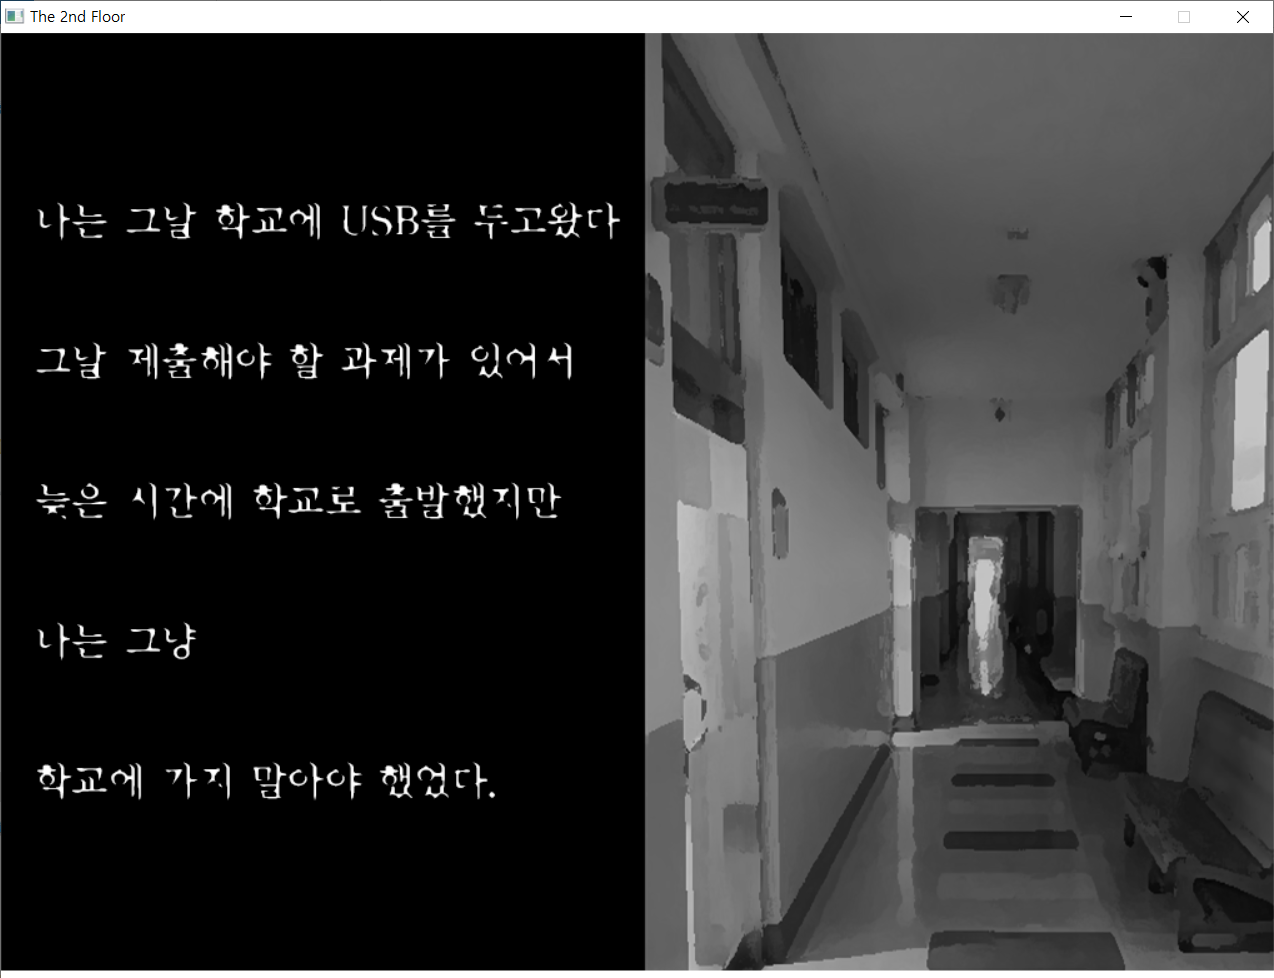 The 2nd Floor
나는 그날 학교에 USB를 두고왔다
그날 제출해야 할 과제가 있어서
늦은 시간에 학교로 출발했지만
나는 그냥
학교에 가지 말아야 했었다.